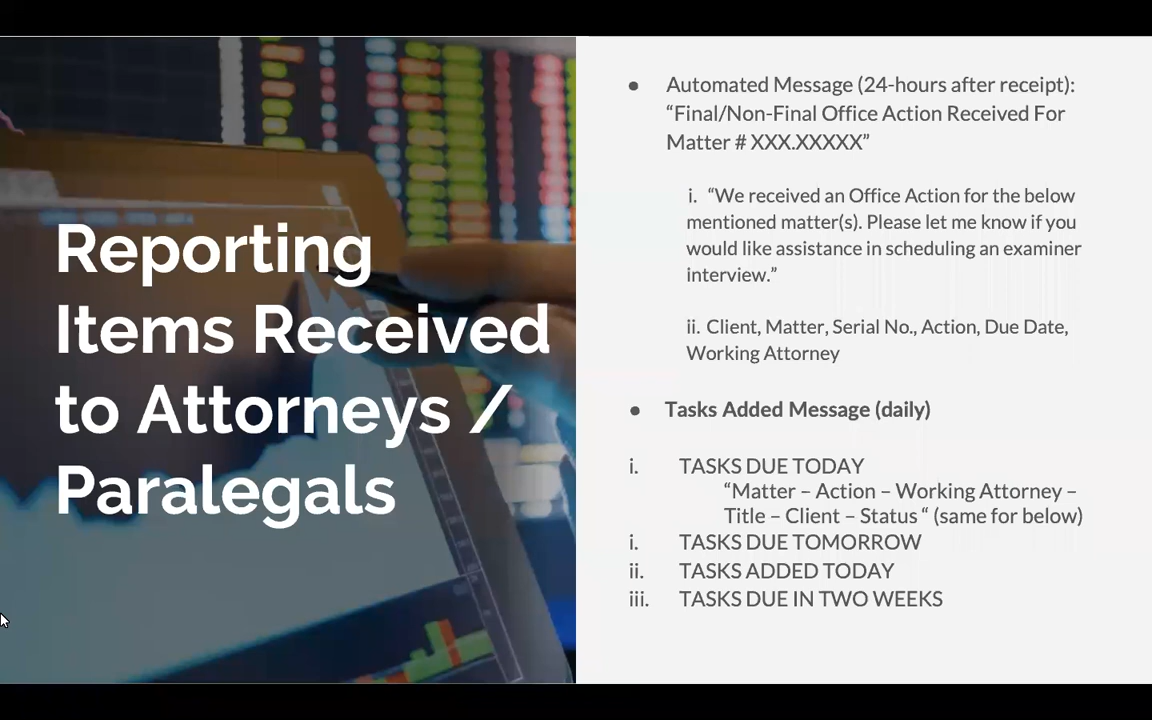 Reporting
Items Received
to Attorneys /
Paralegals
● Automated Message (24-hours after receipt):
“Final/Non-Final Office Action Received For
Matter # XXX.XXXXX”
i. “We received an Office Action for the below
mentioned matter(s). Please let me know if you
would like assistance in scheduling an examiner
interview.”
ii. Client, Matter, Serial No., Action, Due Date,
Working Attorney
● Tasks Added Message (daily)
i. TASKS DUE TODAY
“Matter – Action – Working Attorney –
Title – Client – Status “ (same for below)
i. TASKS DUE TOMORROW
ii. TASKS ADDED TODAY
iii. TASKS DUE IN TWO WEEKS